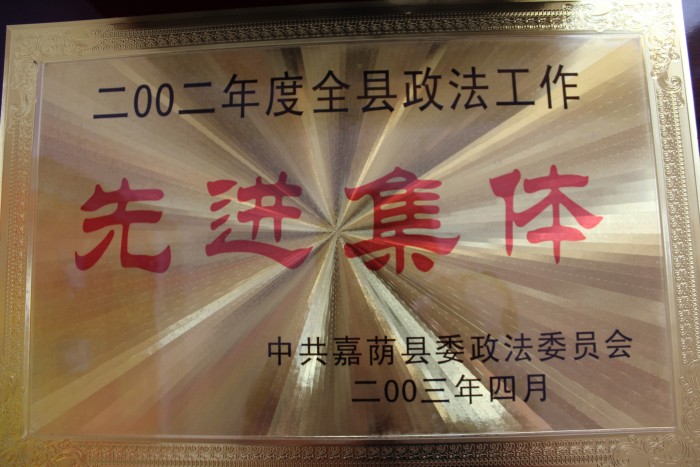 二00二年度全县政法工作
先进集体
中共嘉荫县委政法委员会
二00三年四月